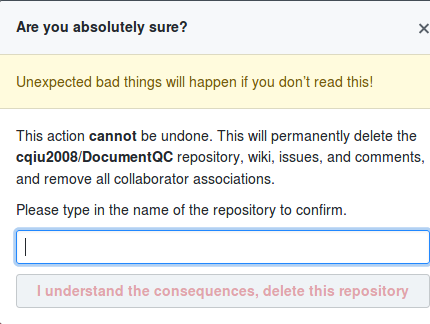 Are you absolutely sure?
Unexpected bad things will happen if you don’t read this!
This action cannot be undone. This will permanently delete the
cqiu2008/DocumentQC repository, wiki, issues, and comments,
and remove all collaborator associations.
Please type in the name of the repository to confirm.
I understand the consequences, delete this repository